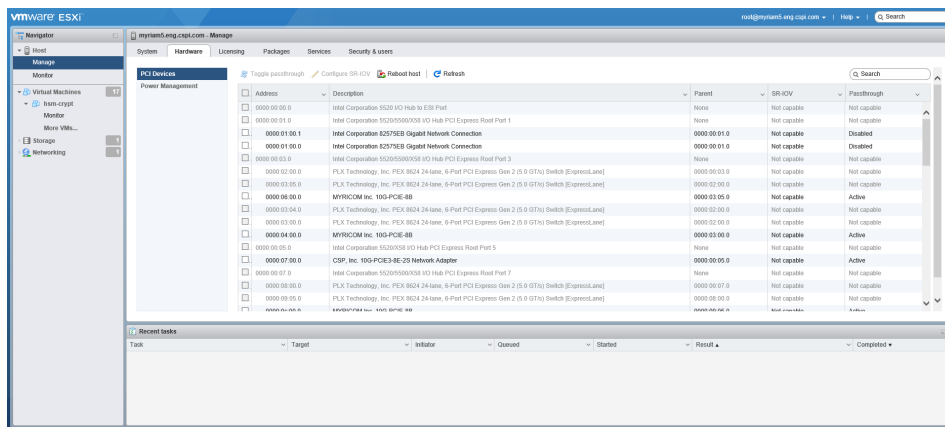 vmware ESXi
root@myriam5.eng.cspi.com | Help | Search
Navigator
Host
Manage
Monitor
Virtual Machines 17
hsm-crypt
Monitor
More VMs...
Storage 1
Networking 1
myriam5.eng.cspi.com - Manage
System Hardware Licensing Packages Services Security & users
PCI Devices
Power Management
Toggle passthrough Configure SR-IOV Reboot host | Refresh Search
Address Description Parent SR-IOV Passthrough
0000:00:00.0 Intel Corporation 5520 I/O Hub to ESI Port None Not capable Not capable
0000:00:01.0 Intel Corporation 5520/5500/X58 I/O Hub PCI Express Root Port 1 None Not capable Not capable
0000:01:00.1 Intel Corporation 82575EB Gigabit Network Connection 0000:00:01.0 Not capable Disabled
0000:01:00.0 Intel Corporation 82575EB Gigabit Network Connection 0000:00:01.0 Not capable Disabled
0000:00:03.0 Intel Corporation 5520/5500/X58 I/O Hub PCI Express Root Port 3 None Not capable Not capable
0000:02:00.0 PLX Technology, Inc. PEX 8624 24-lane, 6-Port PCI Express Gen 2 (5.0 GT/s) Switch [ExpressLane] 0000:00:03.0 Not capable Not capable
0000:03:05.0 PLX Technology, Inc. PEX 8624 24-lane, 6-Port PCI Express Gen 2 (5.0 GT/s) Switch [ExpressLane] 0000:02:00.0 Not capable Not capable
0000:06:00.0 MYRICOM Inc. 10G-PCIE-8B 0000:03:05.0 Not capable Active
0000:03:04.0 PLX Technology, Inc. PEX 8624 24-lane, 6-Port PCI Express Gen 2 (5.0 GT/s) Switch [ExpressLane] 0000:02:00.0 Not capable Not capable
0000:03:00.0 PLX Technology, Inc. PEX 8624 24-lane, 6-Port PCI Express Gen 2 (5.0 GT/s) Switch [ExpressLane] 0000:02:00.0 Not capable Not capable
0000:04:00.0 MYRICOM Inc. 10G-PCIE-8B 0000:03:00.0 Not capable Active
0000:00:05.0 Intel Corporation 5520/X58 I/O Hub PCI Express Root Port 5 None Not capable Not capable
0000:07:00.0 CSP, Inc. 10G-PCIE3-8E-2S Network Adapter 0000:00:05.0 Not capable Active
0000:00:07.0 Intel Corporation 5520/5500/X58 I/O Hub PCI Express Root Port 7 None Not capable Not capable
0000:08:00.0 PLX Technology, Inc. PEX 8624 24-lane, 6-Port PCI Express Gen 2 (5.0 GT/s) Switch [ExpressLane] 0000:00:07.0 Not capable Not capable
0000:09:05.0 PLX Technology, Inc. PEX 8624 24-lane, 6-Port PCI Express Gen 2 (5.0 GT/s) Switch [ExpressLane] 0000:08:00.0 Not capable Not capable
MYRICOM Inc. 10G-PCIE-8B Not capable Active
Recent tasks
Task Target Initiator Queued Started Result Completed